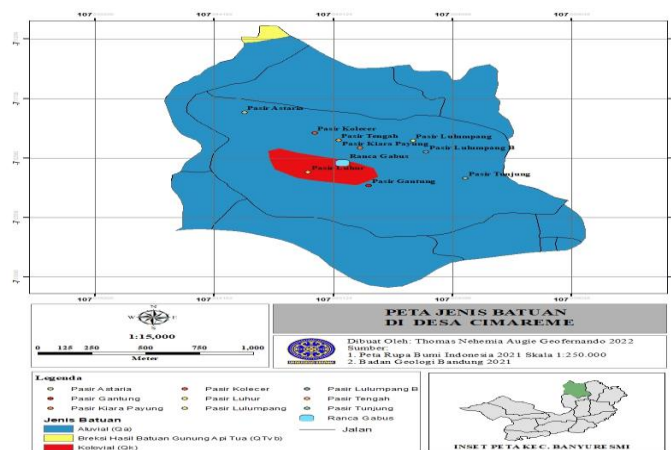 107
107
107
107
107
Pasir Astaria
Pasir Kolecer
Pasir Tengah
Pasir Lulumpang
Pasir Kiara Payung
Pasir Lulumpang B
Ranca Gabus
Pasir Luhur
Pasir Tunjung
Pasir Gantung
107
107
107
107
107
N
W E
S
1:15,000
0 125 250 500 750 1,000
Meter
PETA JENIS BATUAN
DI DESA CIMAREME
Dibuat Oleh: Thomas Nehemia Augie Geofernando 2022
Sumber:
1. Peta Rupa Bumi Indonesia 2021 Skala 1:250.000
2. Badan Geologi Bandung 2021
Legenda
Pasir Astaria Pasir Kolecer Pasir Lulumpang B
Pasir Gantung Pasir Luhur Pasir Tengah
Pasir Kiara Payung Pasir Lulumpang Pasir Tunjung
Jenis Batuan Ranca Gabus
Aluvial (Qa) Jalan
Breksi Hasil Batuan Gunung Api Tua (QTvb)
Kolovial (Qk)
INSET PETA KEC. BANYURESMI